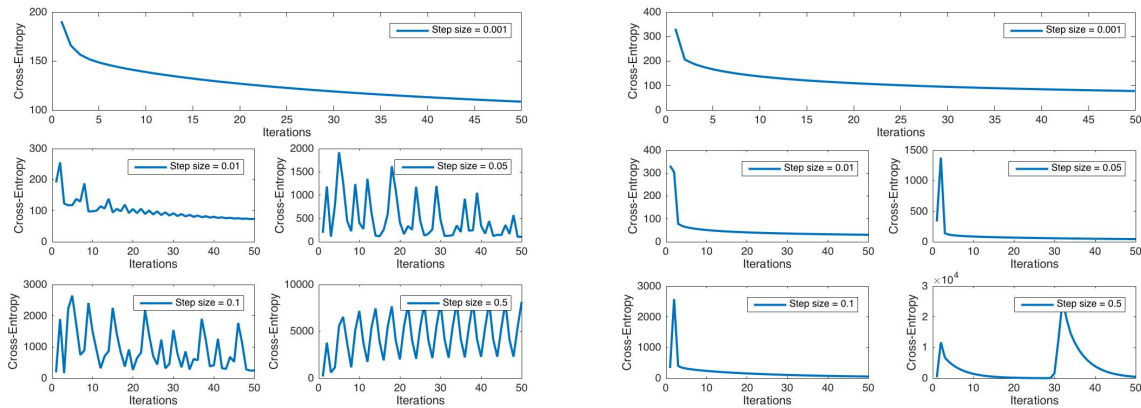 200
150
100
Cross-Entropy
Step size = 0.001
0 5 10 15 20 25 30 35 40 45 50
Iterations
300
200
100
0
Cross-Entropy
Step size = 0.01
0 10 20 30 40 50
Iterations
2000
1500
1000
500
0
Cross-Entropy
Step size = 0.05
0 10 20 30 40 50
Iterations
3000
2000
1000
0
Cross-Entropy
Step size = 0.1
0 10 20 30 40 50
Iterations
10000
5000
0
Cross-Entropy
Step size = 0.5
0 10 20 30 40 50
Iterations
400
300
200
100
0
Cross-Entropy
Step size = 0.001
0 5 10 15 20 25 30 35 40 45 50
Iterations
400
200
0
Cross-Entropy
Step size = 0.01
0 10 20 30 40 50
Iterations
1500
1000
500
0
Cross-Entropy
Step size = 0.05
0 10 20 30 40 50
Iterations
3000
2000
1000
0
Cross-Entropy
Step size = 0.1
0 10 20 30 40 50
Iterations
×10⁴
3
2
1
0
Cross-Entropy
Step size = 0.5
0 10 20 30 40 50
Iterations